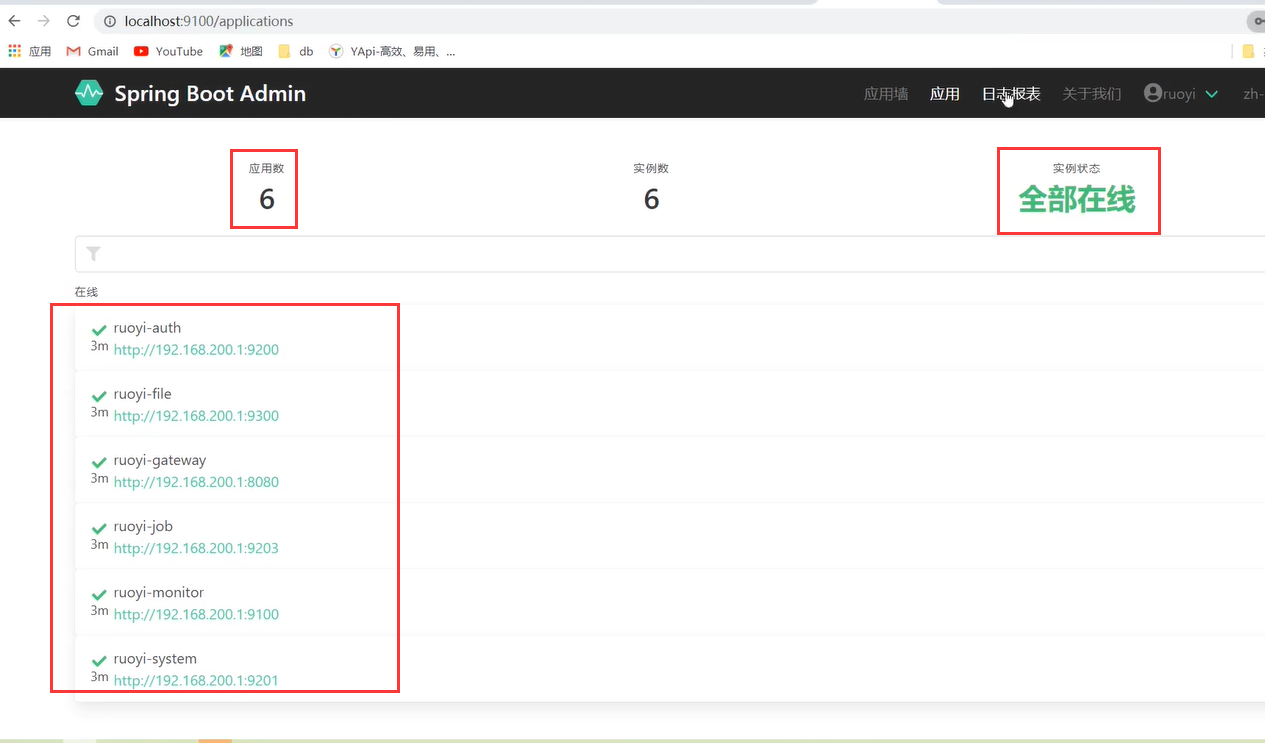 localhost:9100/applications
应用 Gmail YouTube 地图 db YApi-高效、易用、...
Spring Boot Admin 应用墙 应用 日志报表 关于我们 ruoyi zh-
应用数 实例数 实例状态
6 6 全部在线
在线
ruoyi-auth
3m http://192.168.200.1:9200
ruoyi-file
3m http://192.168.200.1:9300
ruoyi-gateway
3m http://192.168.200.1:8080
ruoyi-job
3m http://192.168.200.1:9203
ruoyi-monitor
3m http://192.168.200.1:9100
ruoyi-system
3m http://192.168.200.1:9201